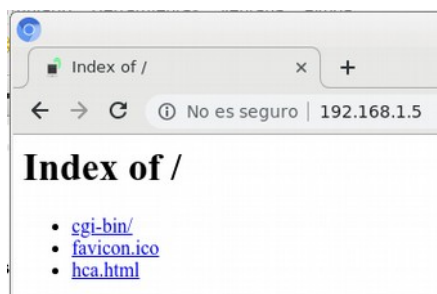 Index of /
No es seguro | 192.168.1.5
Index of /
cgi-bin/
favicon.ico
hca.html